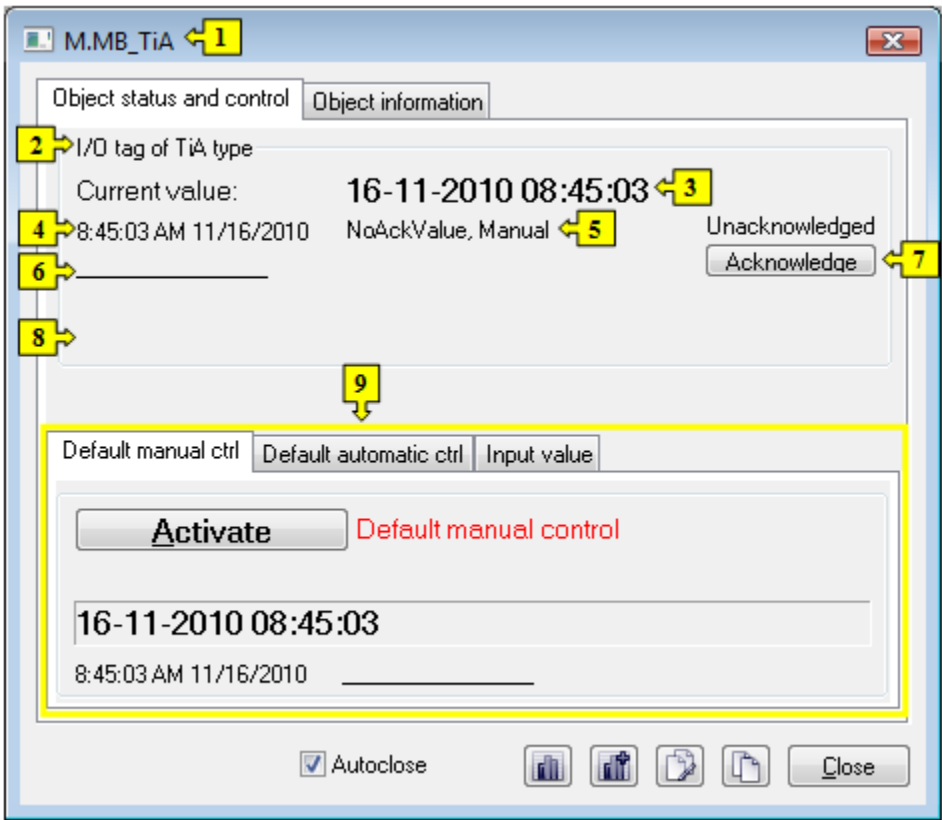 M.MB_TiA 1
Object status and control Object information
2 I/O tag of TiA type
Current value: 16-11-2010 08:45:03 3
4 8:45:03 AM 11/16/2010 NoAckValue, Manual 5 Unacknowledged
6 Acknowledge 7
8
9
Default manual ctrl Default automatic ctrl Input value
Activate Default manual control
16-11-2010 08:45:03
8:45:03 AM 11/16/2010
Autoclose Close